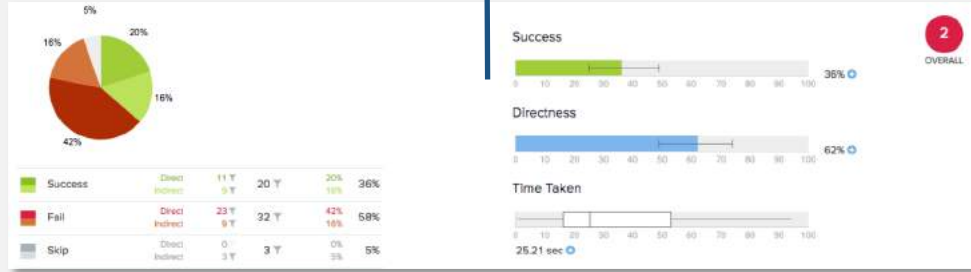 5%
20%
16%
16%
42%
Success Direct 11 20% 
Indirect 9 20 16% 36%
Fail Direct 23 42%
Indirect 9 32 16% 58%
Skip Direct 0 0%
Indirect 3 3 5% 5%
Success
36%
0 10 20 30 40 50 60 70 80 90 100
Directness
62%
0 10 20 30 40 50 60 70 80 90 100
Time Taken
0 10 20 30 40 50 60 70 80 90 100
25.21 sec
2
OVERALL